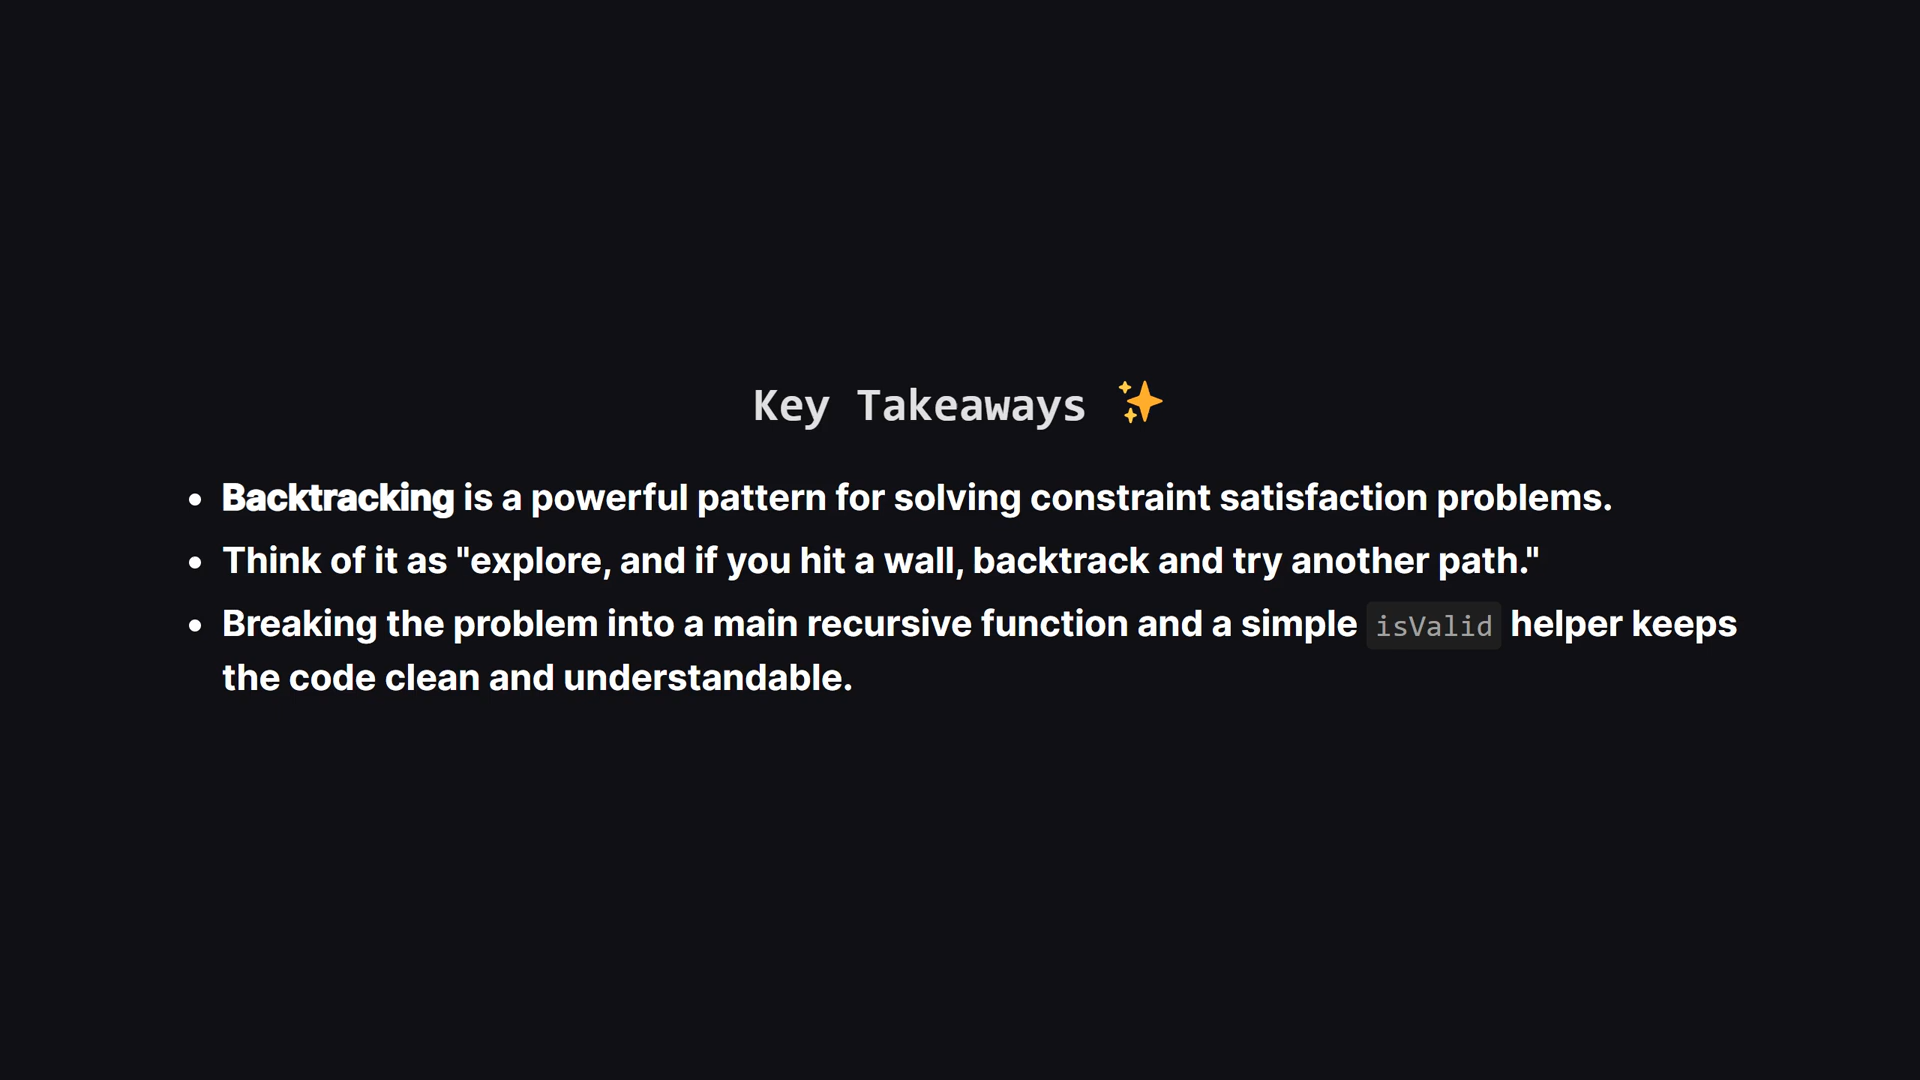 Key Takeaways ✨
• Backtracking is a powerful pattern for solving constraint satisfaction problems.
• Think of it as "explore, and if you hit a wall, backtrack and try another path."
• Breaking the problem into a main recursive function and a simple isValid helper keeps
the code clean and understandable.